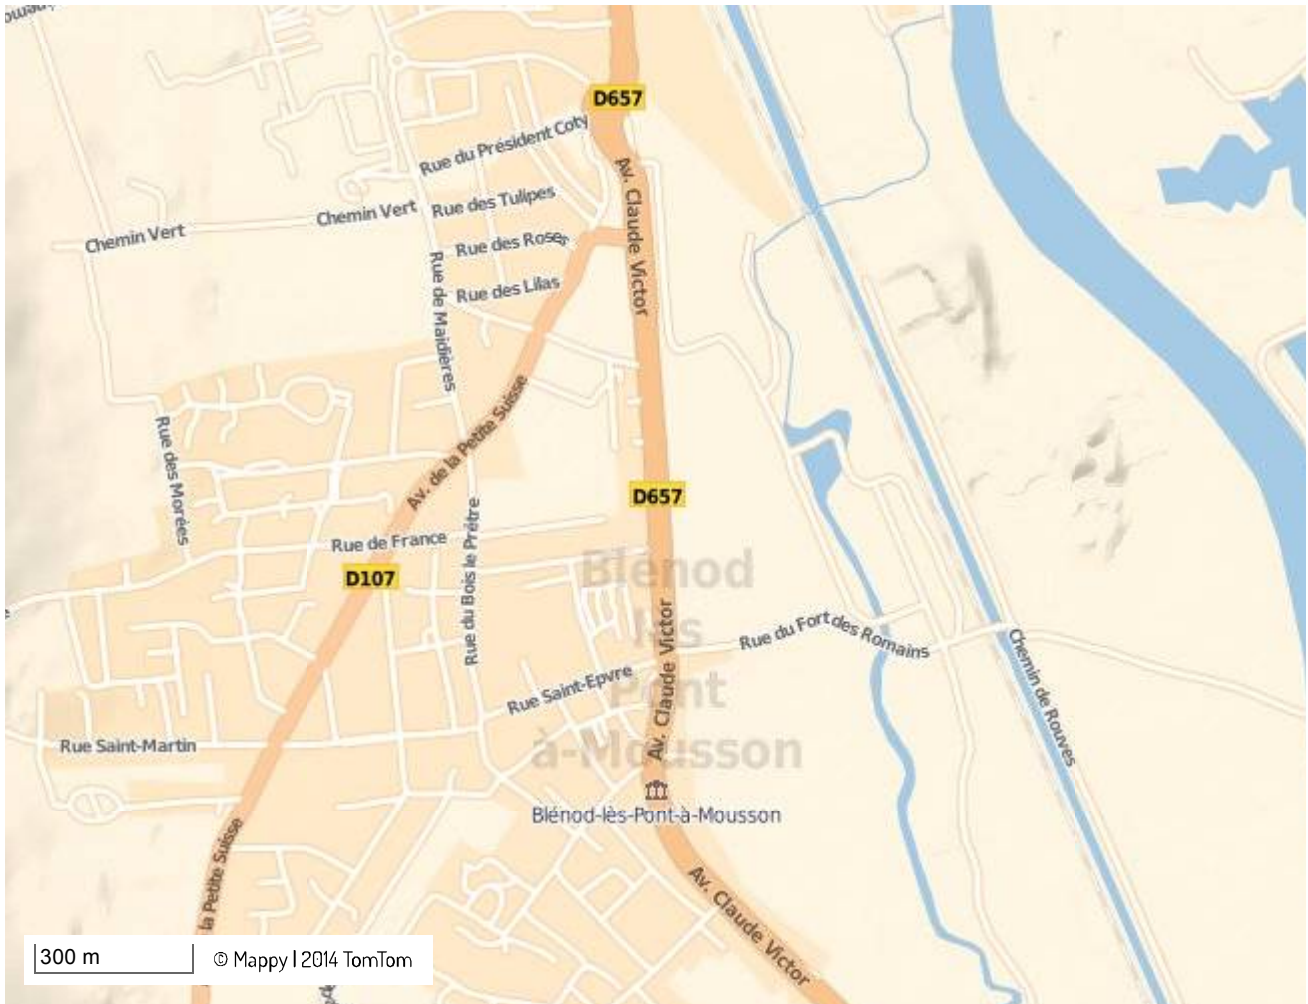 D657
Rue du Président Coty
Av. Claude Victor
Rue des Tulipes
Chemin Vert
Chemin Vert
Rue des Roses
Rue de Maidières
Rue des Lilas
Av. de la Petite Suisse
Rue des Morées
D657
Rue du Bois le Prêtre
Rue de France
Blénod
lès
Pont
à-Mousson
D107
Av. Claude Victor
Rue du Fort des Romains
Chemin de Rouves
Rue Saint-Epvre
Rue Saint-Martin
Blénod-lès-Pont-à-Mousson
la Petite Suisse
Av. Claude Victor
300 m
© Mappy | 2014 TomTom